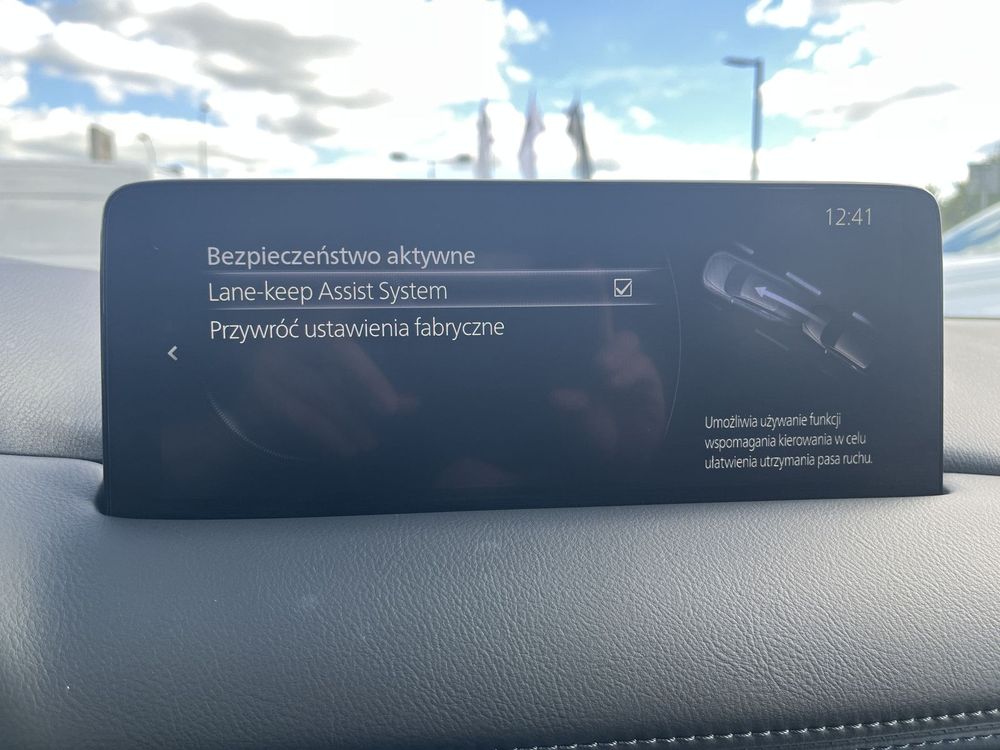 12:41
Bezpieczeństwo aktywne
Lane-keep Assist System
Przywróć ustawienia fabryczne
Umożliwia używanie funkcji
wspomagania kierowania w celu
ułatwienia utrzymania pasa ruchu.